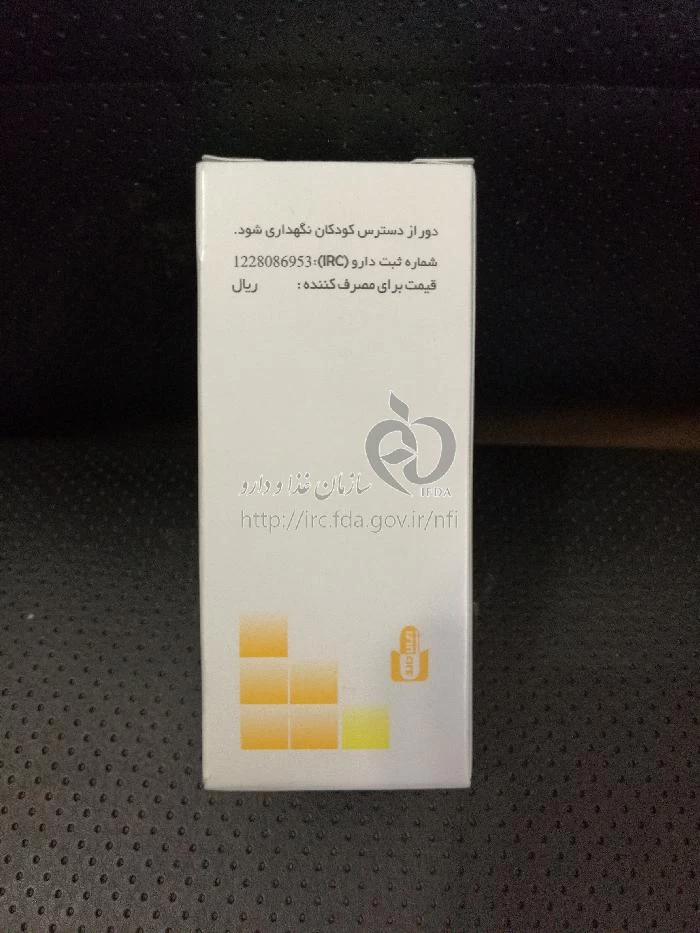 دور از دسترس کودکان نگهداری شود.
شماره ثبت دارو (IRC):1228086953
قیمت برای مصرف کننده : ریال
سازمان غذا و دارو
IFDA
http://irc.fda.gov.ir/nfi